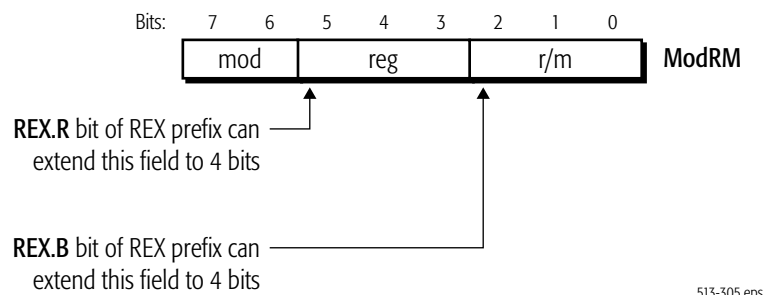 Bits: 7 6 5 4 3 2 1 0
mod reg r/m ModRM
REX.R bit of REX prefix can
extend this field to 4 bits
REX.B bit of REX prefix can
extend this field to 4 bits
513-305.eps